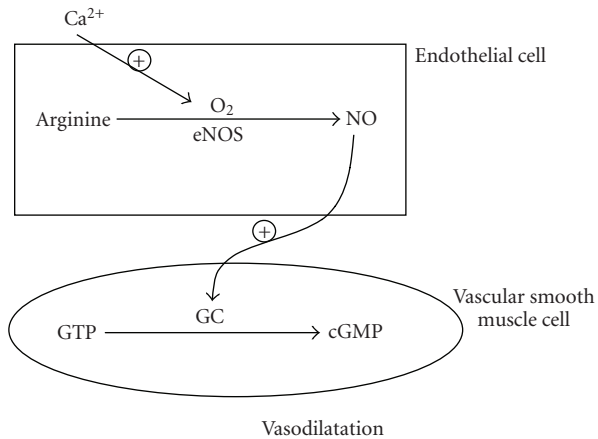 Ca2+
+
Endothelial cell
Arginine
O2
eNOS
NO
+
GC
GTP
cGMP
Vascular smooth
muscle cell
Vasodilatation